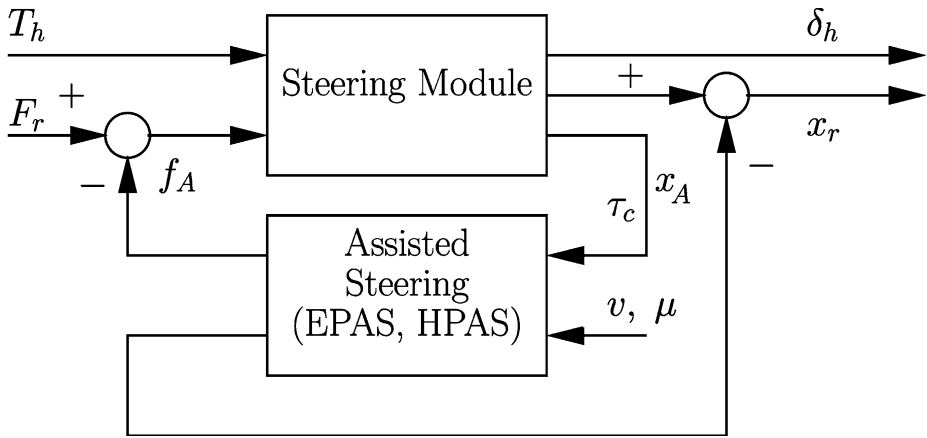 T_h
δ_h
Steering Module
+
+
F_r
x_r
−
f_A
−
x_A
τ_c
Assisted
Steering
(EPAS, HPAS)
v, μ